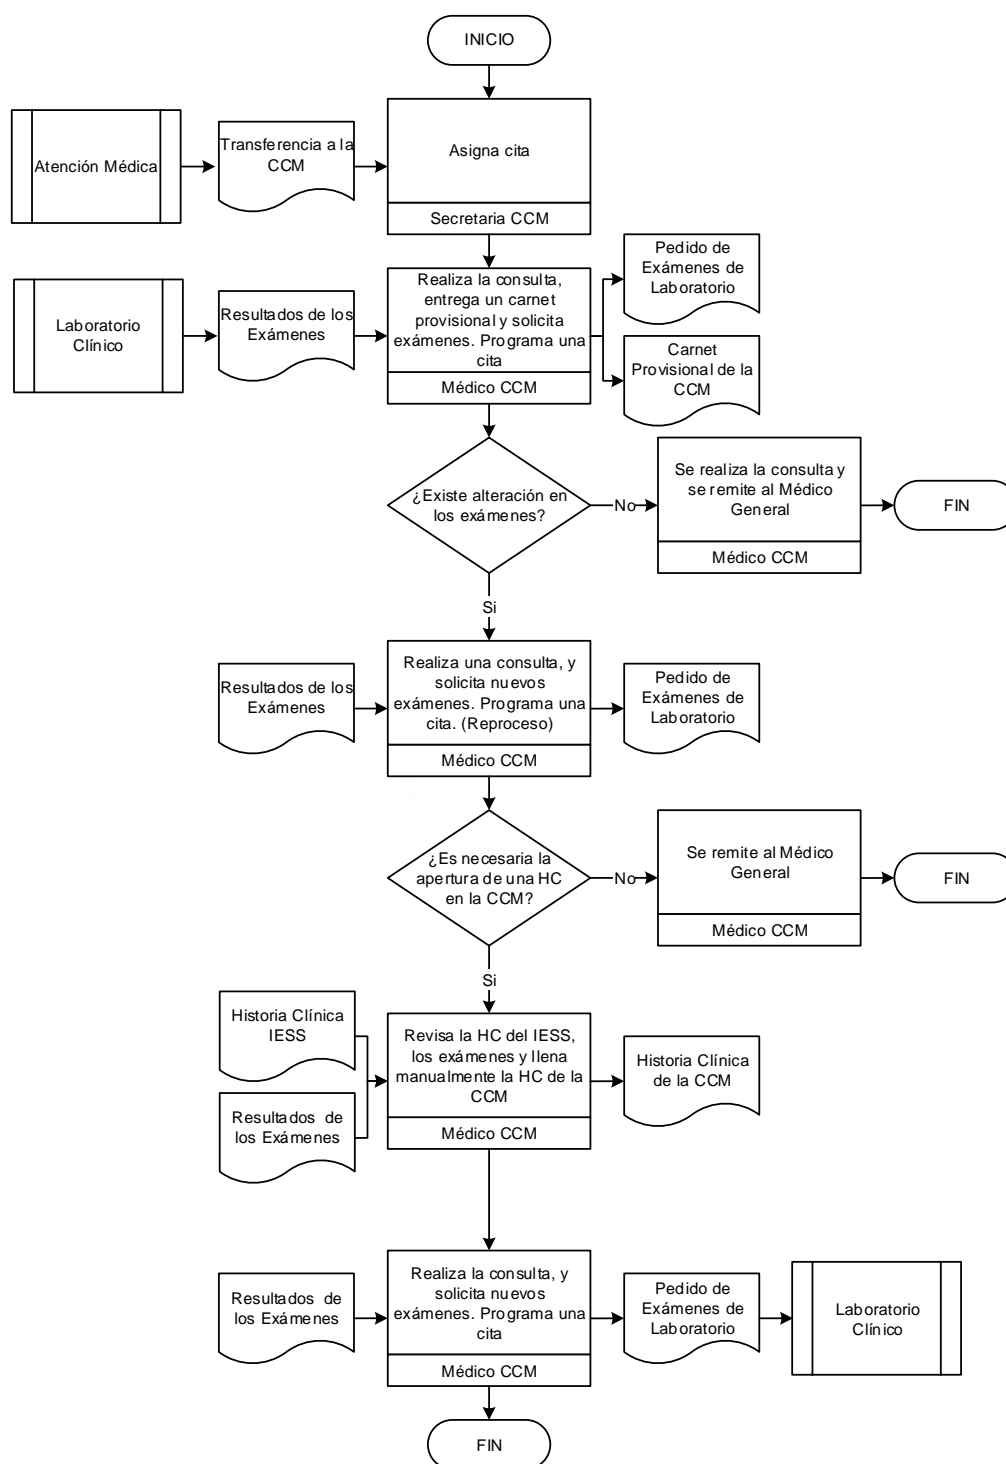 INICIO
Atención Médica
Transferencia a la
CCM
Asigna cita
Secretaria CCM
Laboratorio
Clínico
Resultados de los
Exámenes
Realiza la consulta,
entrega un carnet
provisional y solicita
exámenes. Programa una
cita
Médico CCM
Pedido de
Exámenes de
Laboratorio
Carnet
Provisional de la
CCM
¿Existe alteración en
los exámenes?
No
Se realiza la consulta y
se remite al Médico
General
Médico CCM
FIN
Si
Resultados de los
Exámenes
Realiza una consulta, y
solicita nuevos
exámenes. Programa una
cita. (Reproceso)
Médico CCM
Pedido de
Exámenes de
Laboratorio
¿Es necesaria la
apertura de una HC
en la CCM?
No
Se remite al Médico
General
Médico CCM
FIN
Si
Historia Clínica
IESS
Resultados de
los Exámenes
Revisa la HC del IESS,
los exámenes y llena
manualmente la HC de la
CCM
Médico CCM
Historia Clínica
de la CCM
Resultados de
los Exámenes
Realiza la consulta, y
solicita nuevos
exámenes. Programa una
cita
Médico CCM
Pedido de
Exámenes de
Laboratorio
Laboratorio
Clínico
FIN